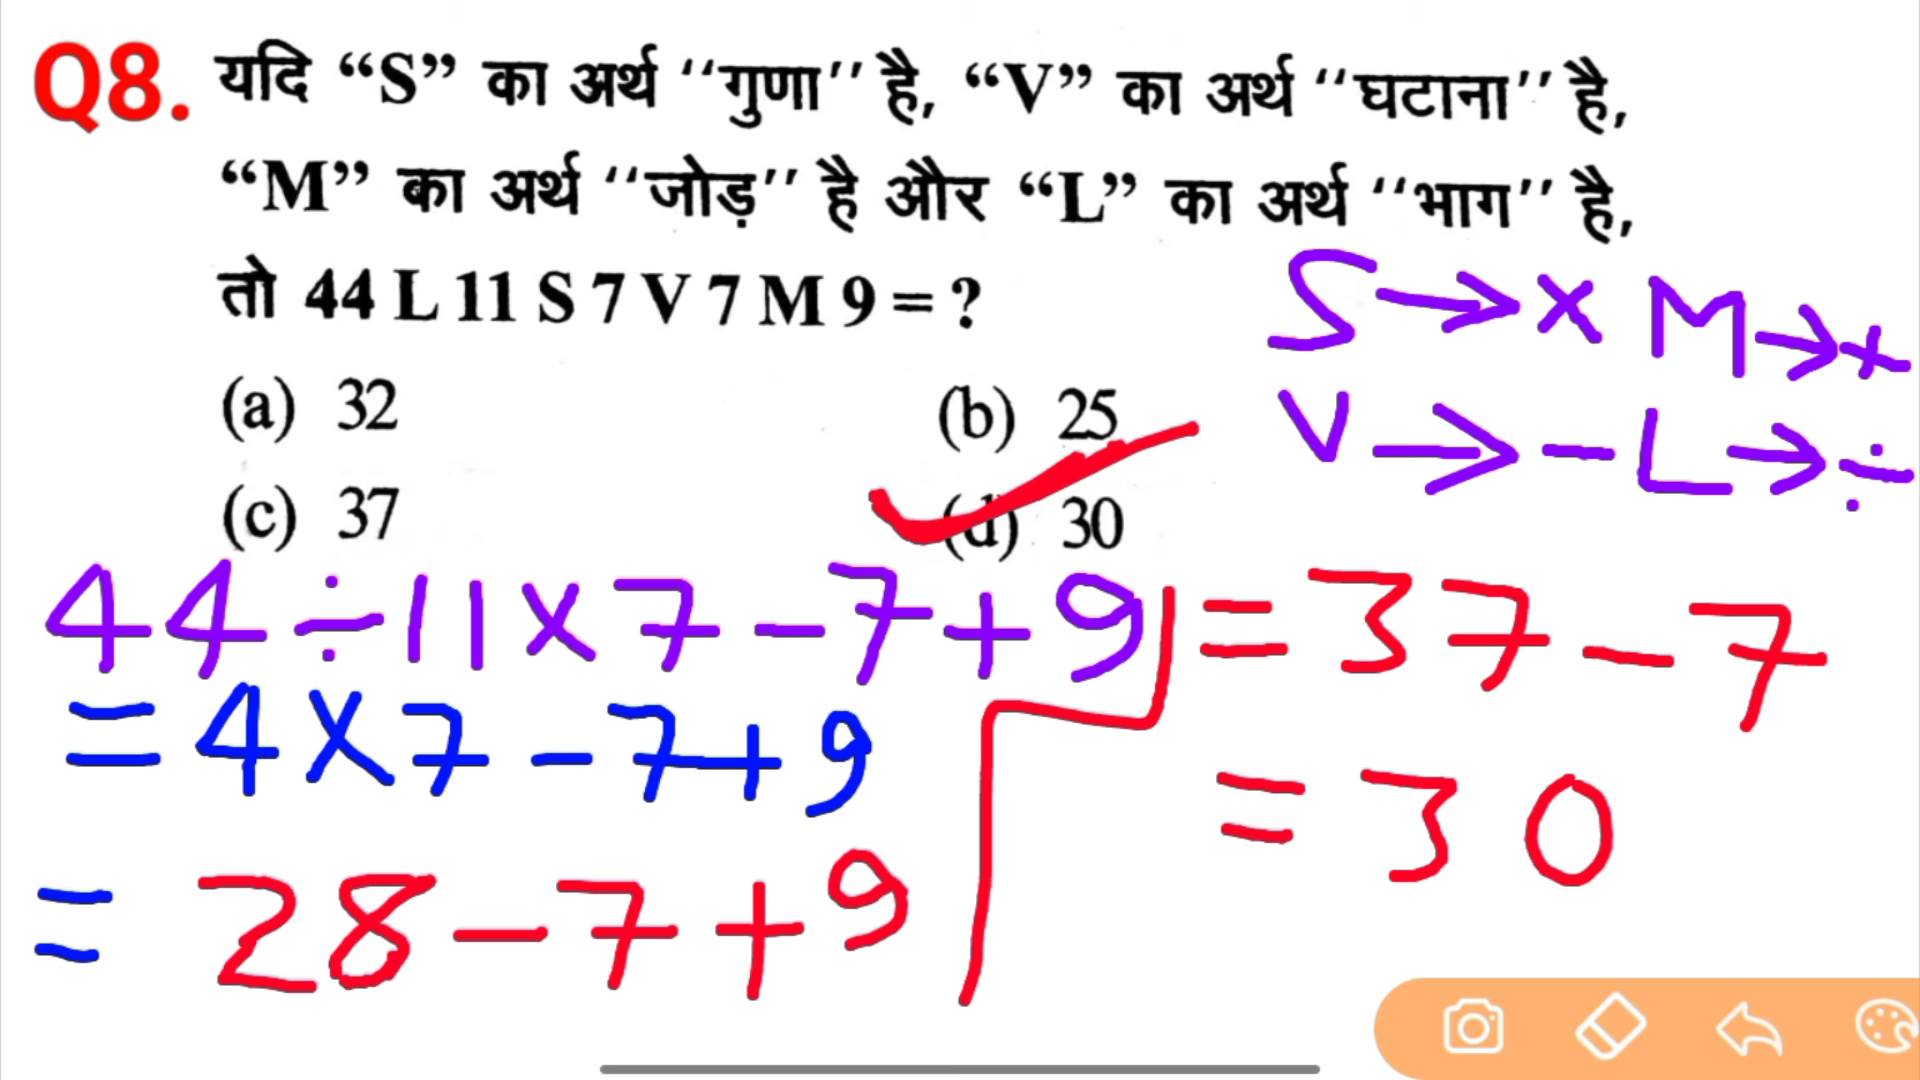 Q8. यदि “S” का अर्थ ‘‘गुणा’’ है, “V” का अर्थ ‘‘घटाना’’ है,
“M” का अर्थ ‘‘जोड़’’ है और “L” का अर्थ ‘‘भाग’’ है,
तो 44 L 11 S 7 V 7 M 9 = ?
(a) 32
(b) 25
(c) 37
(d) 30
S→× M→+
V→− L→÷
44÷11×7−7+9
=4×7−7+9
=28−7+9
=37−7
=30